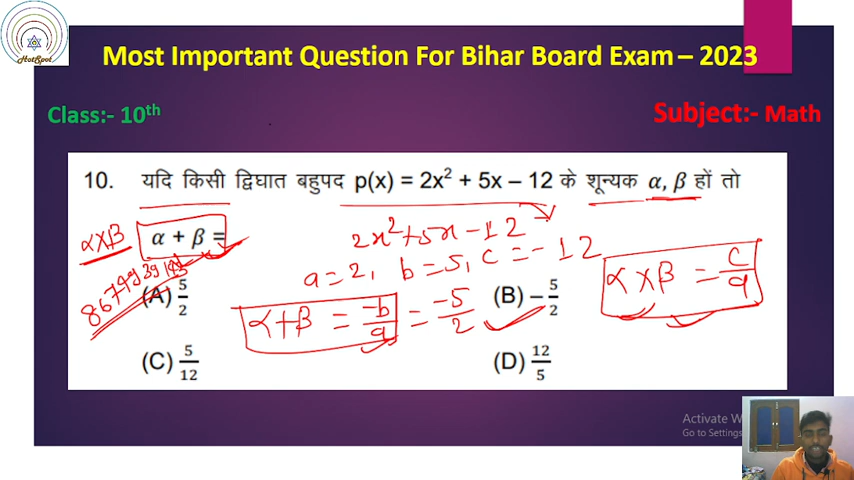 HotSpot
Most Important Question For Bihar Board Exam – 2023
Class:- 10th
Subject:- Math
10. यदि किसी द्विघात बहुपद p(x) = 2x² + 5x – 12 के शून्यक α, β हों तो
α×β
α + β =
2x²+5x-12
a=2, b=5, c=-12
α×β = c/a
(A) 5/2
(B) – 5/2
α+β = -b/a = -5/2
(C) 5/12
(D) 12/5
Activate W
Go to Settings